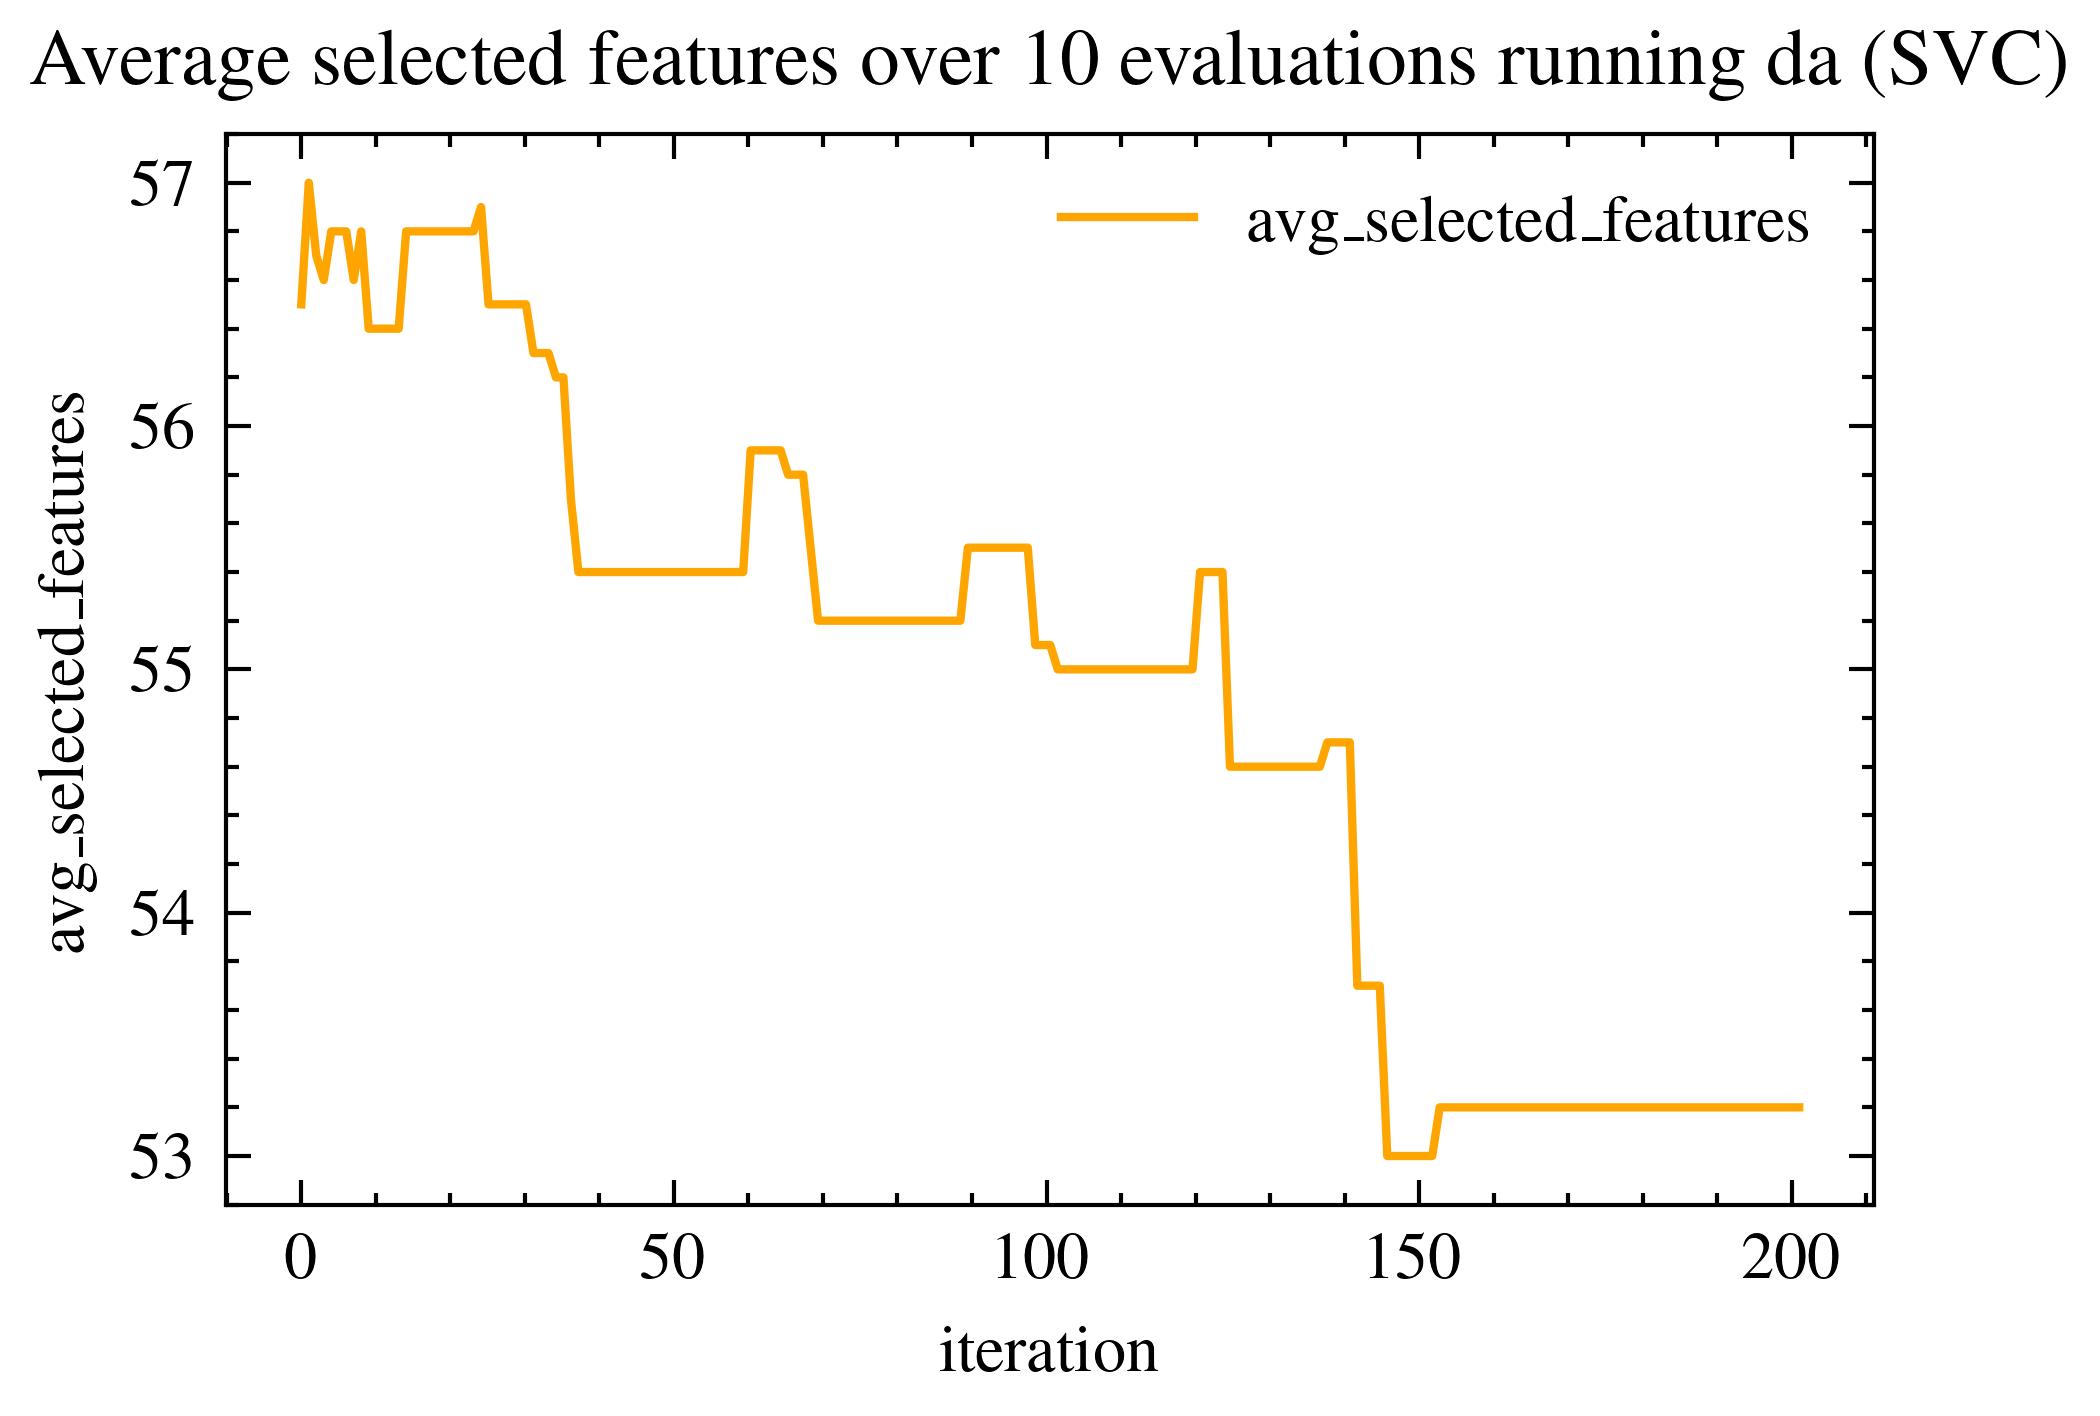 Average selected features over 10 evaluations running da (SVC)
avg_selected_features
57
56
55
54
53
avg_selected_features
0 50 100 150 200
iteration